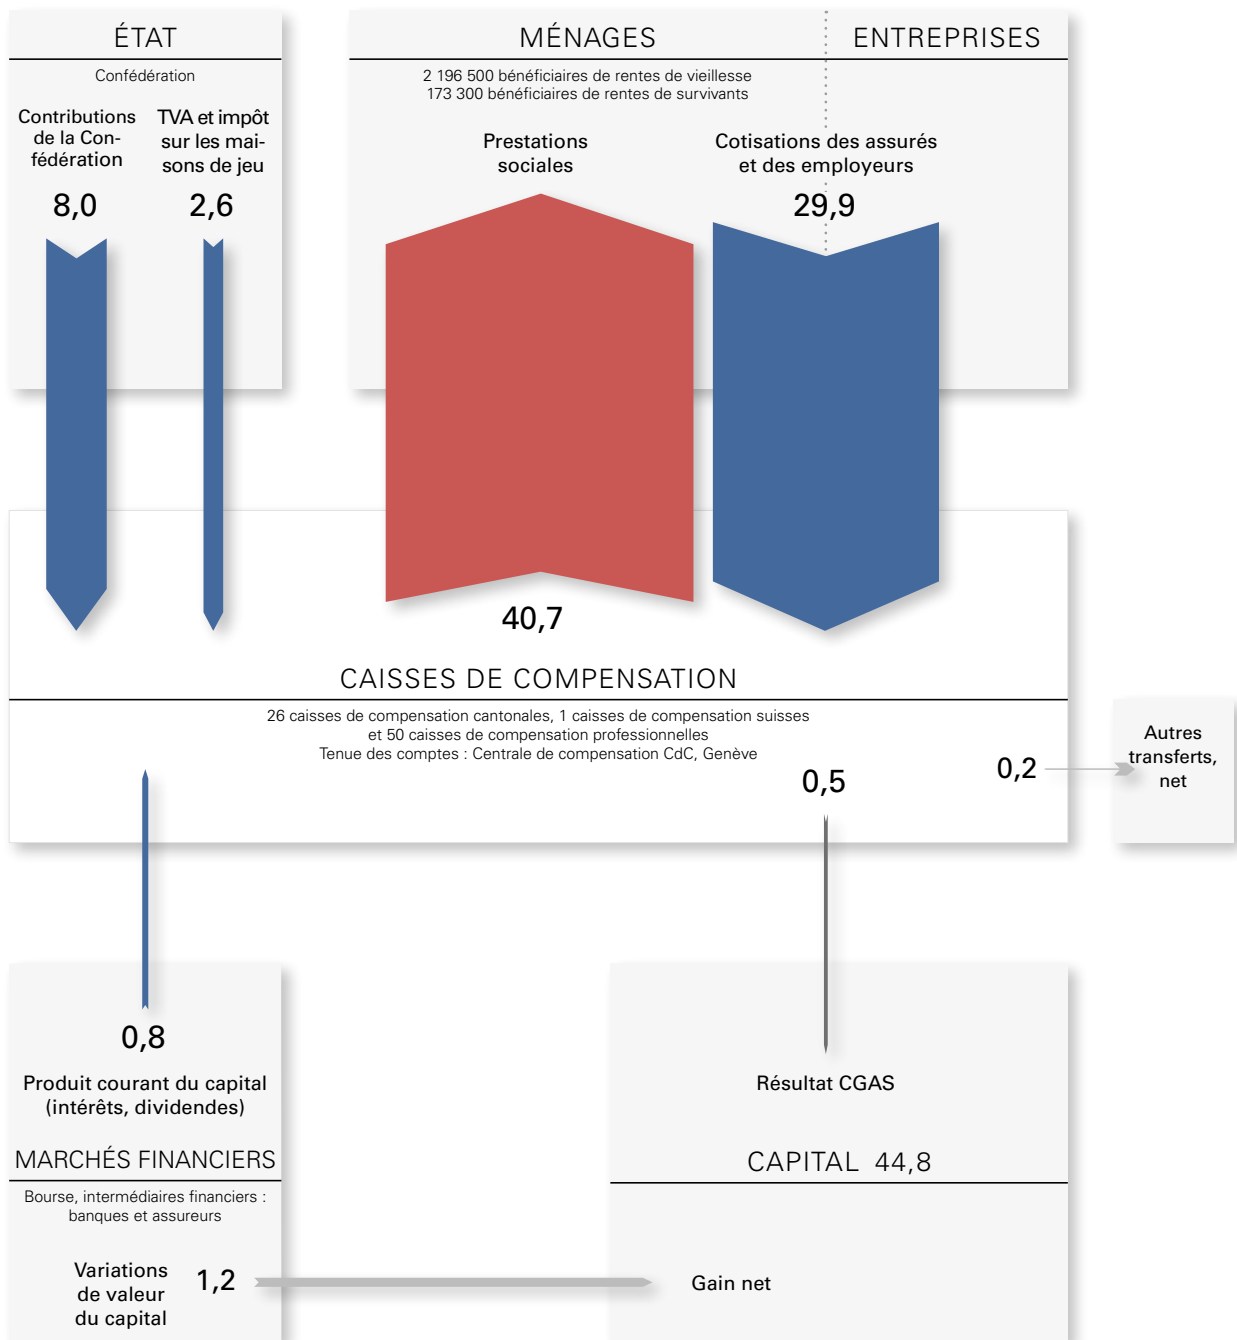 ÉTAT
Confédération
Contributions
de la Con-
fédération
8,0
TVA et impôt
sur les mai-
sons de jeu
2,6
MÉNAGES
ENTREPRISES
2 196 500 bénéficiaires de rentes de vieillesse
173 300 bénéficiaires de rentes de survivants
Prestations
sociales
Cotisations des assurés
et des employeurs
29,9
40,7
CAISSES DE COMPENSATION
26 caisses de compensation cantonales, 1 caisses de compensation suisses
et 50 caisses de compensation professionnelles
Tenue des comptes : Centrale de compensation CdC, Genève
0,5
0,2
Autres
transferts,
net
0,8
Produit courant du capital
(intérêts, dividendes)
MARCHÉS FINANCIERS
Bourse, intermédiaires financiers :
banques et assureurs
Variations
de valeur
du capital
1,2
Résultat CGAS
CAPITAL 44,8
Gain net